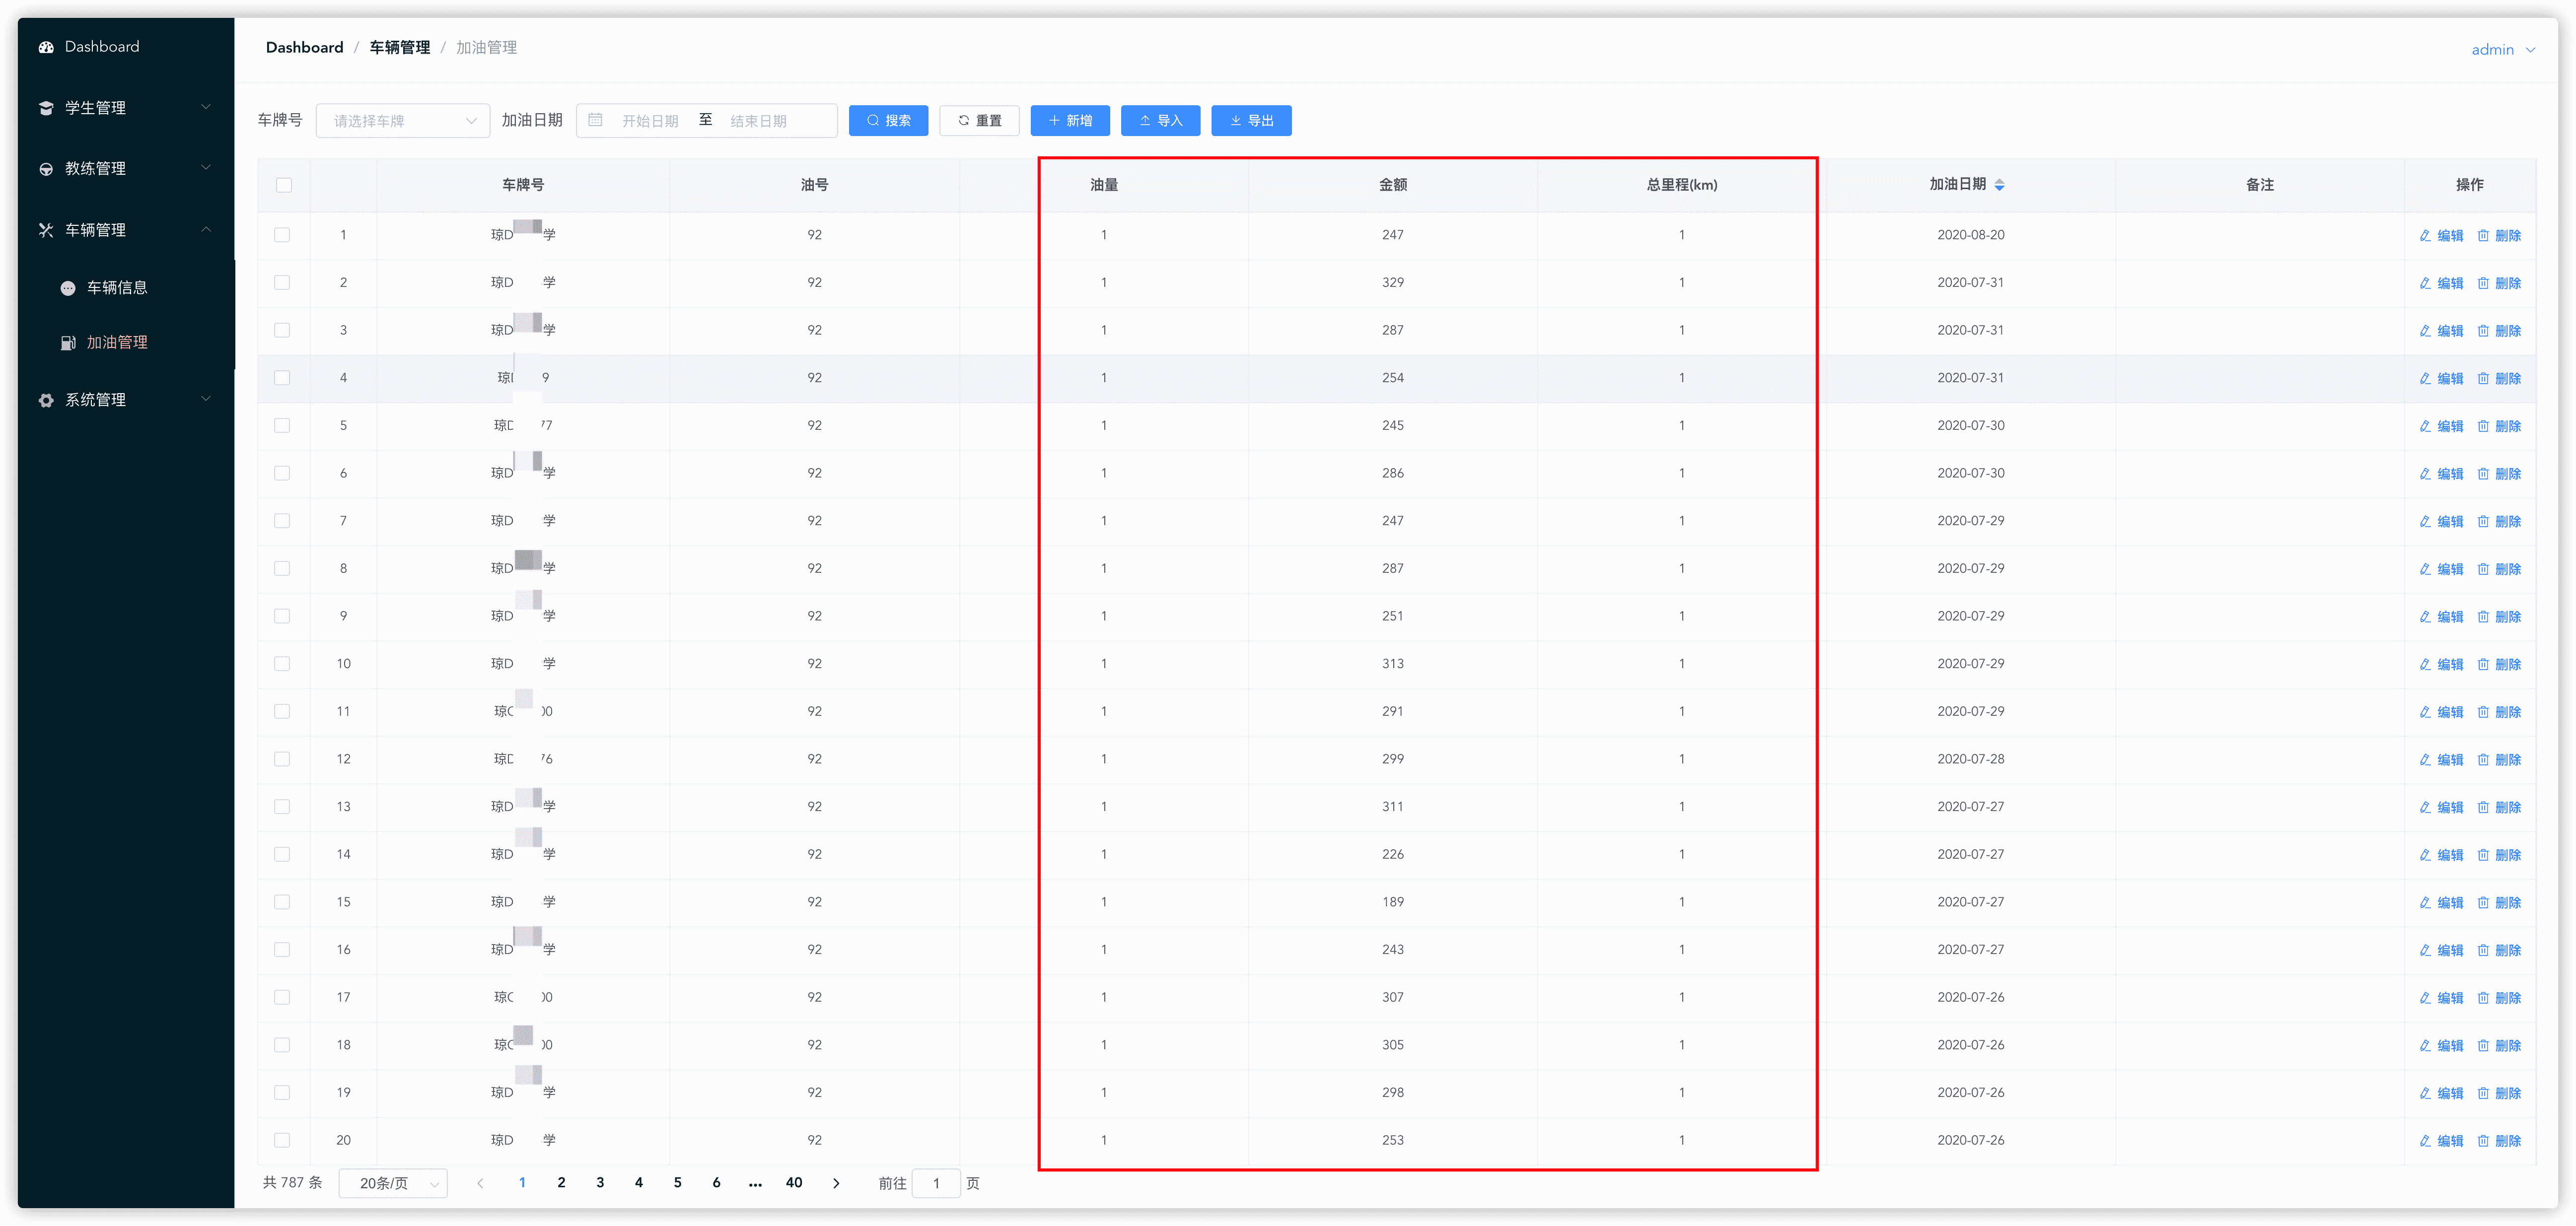 Dashboard
学生管理
教练管理
车辆管理
车辆信息
加油管理
系统管理
Dashboard / 车辆管理 / 加油管理
admin
车牌号 请选择车牌 加油日期 开始日期 至 结束日期 搜索 重置 新增 导入 导出
车牌号 油号 油量 金额 总里程(km) 加油日期 备注 操作
1 琼D 学 92 1 247 1 2020-08-20 编辑 删除
2 琼D 学 92 1 329 1 2020-07-31 编辑 删除
3 琼D 学 92 1 287 1 2020-07-31 编辑 删除
4 琼 9 92 1 254 1 2020-07-31 编辑 删除
5 琼D 77 92 1 245 1 2020-07-30 编辑 删除
6 琼D 学 92 1 286 1 2020-07-30 编辑 删除
7 琼D 学 92 1 247 1 2020-07-29 编辑 删除
8 琼D 学 92 1 287 1 2020-07-29 编辑 删除
9 琼D 学 92 1 251 1 2020-07-29 编辑 删除
10 琼D 学 92 1 313 1 2020-07-29 编辑 删除
11 琼C 00 92 1 291 1 2020-07-29 编辑 删除
12 琼D 76 92 1 299 1 2020-07-28 编辑 删除
13 琼D 学 92 1 311 1 2020-07-27 编辑 删除
14 琼D 学 92 1 226 1 2020-07-27 编辑 删除
15 琼D 学 92 1 189 1 2020-07-27 编辑 删除
16 琼D 学 92 1 243 1 2020-07-27 编辑 删除
17 琼C 00 92 1 307 1 2020-07-26 编辑 删除
18 琼C 00 92 1 305 1 2020-07-26 编辑 删除
19 琼D 学 92 1 298 1 2020-07-26 编辑 删除
20 琼D 学 92 1 253 1 2020-07-26 编辑 删除
共 787 条 20条/页 1 2 3 4 5 6 ... 40 前往 1 页